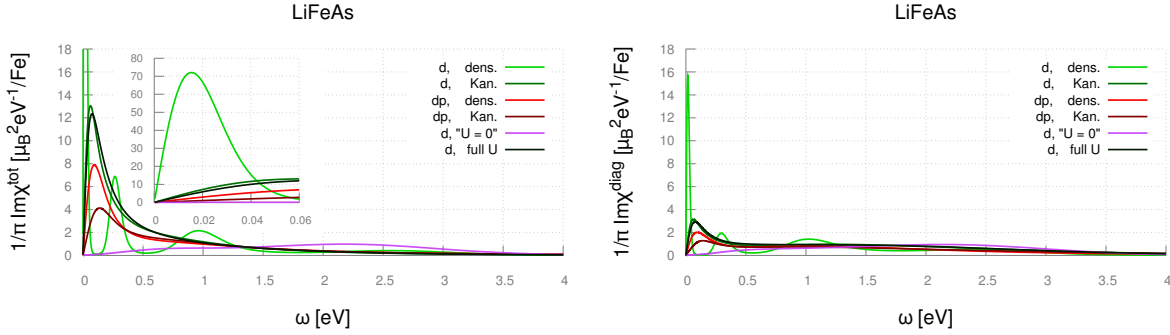 LiFeAs
1/π Imχ^tot [μ_B^2eV^-1/Fe]
18
16
14
12
10
8
6
4
2
0
80
70
60
50
40
30
20
10
0
0 0.02 0.04 0.06
d, dens.
d, Kan.
dp, dens.
dp, Kan.
d, "U = 0"
d, full U
0 0.5 1 1.5 2 2.5 3 3.5 4
ω [eV]
LiFeAs
1/π Imχ^diag [μ_B^2eV^-1/Fe]
18
16
14
12
10
8
6
4
2
0
d, dens.
d, Kan.
dp, dens.
dp, Kan.
d, "U = 0"
d, full U
0 0.5 1 1.5 2 2.5 3 3.5 4
ω [eV]